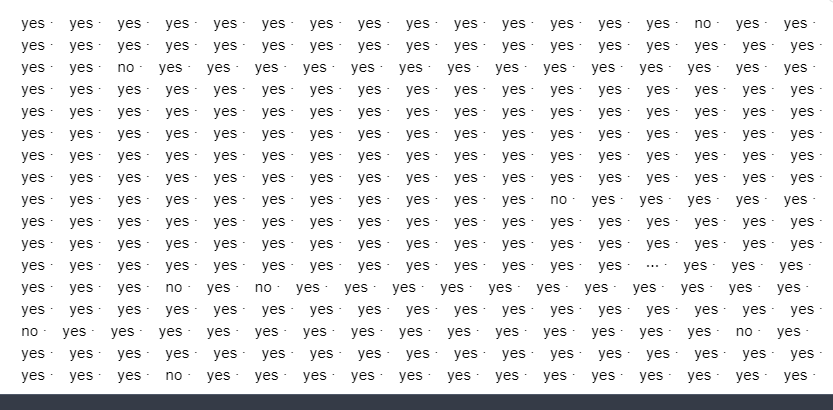 yes · yes · yes · yes · yes · yes · yes · yes · yes · yes · yes · yes · yes · yes · no · yes · yes ·
yes · yes · yes · yes · yes · yes · yes · yes · yes · yes · yes · yes · yes · yes · yes · yes · yes ·
yes · yes · no · yes · yes · yes · yes · yes · yes · yes · yes · yes · yes · yes · yes · yes · yes ·
yes · yes · yes · yes · yes · yes · yes · yes · yes · yes · yes · yes · yes · yes · yes · yes · yes ·
yes · yes · yes · yes · yes · yes · yes · yes · yes · yes · yes · yes · yes · yes · yes · yes · yes ·
yes · yes · yes · yes · yes · yes · yes · yes · yes · yes · yes · yes · yes · yes · yes · yes · yes ·
yes · yes · yes · yes · yes · yes · yes · yes · yes · yes · yes · yes · yes · yes · yes · yes · yes ·
yes · yes · yes · yes · yes · yes · yes · yes · yes · yes · yes · yes · yes · yes · yes · yes · yes ·
yes · yes · yes · yes · yes · yes · yes · yes · yes · yes · yes · no · yes · yes · yes · yes · yes ·
yes · yes · yes · yes · yes · yes · yes · yes · yes · yes · yes · yes · yes · yes · yes · yes · yes ·
yes · yes · yes · yes · yes · yes · yes · yes · yes · yes · yes · yes · yes · yes · yes · yes · yes ·
yes · yes · yes · yes · yes · yes · yes · yes · yes · yes · yes · yes · yes · … · yes · yes · yes ·
yes · yes · yes · no · yes · no · yes · yes · yes · yes · yes · yes · yes · yes · yes · yes · yes ·
yes · yes · yes · yes · yes · yes · yes · yes · yes · yes · yes · yes · yes · yes · yes · yes · yes ·
no · yes · yes · yes · yes · yes · yes · yes · yes · yes · yes · yes · yes · yes · yes · no · yes ·
yes · yes · yes · yes · yes · yes · yes · yes · yes · yes · yes · yes · yes · yes · yes · yes · yes ·
yes · yes · yes · no · yes · yes · yes · yes · yes · yes · yes · yes · yes · yes · yes · yes · yes ·